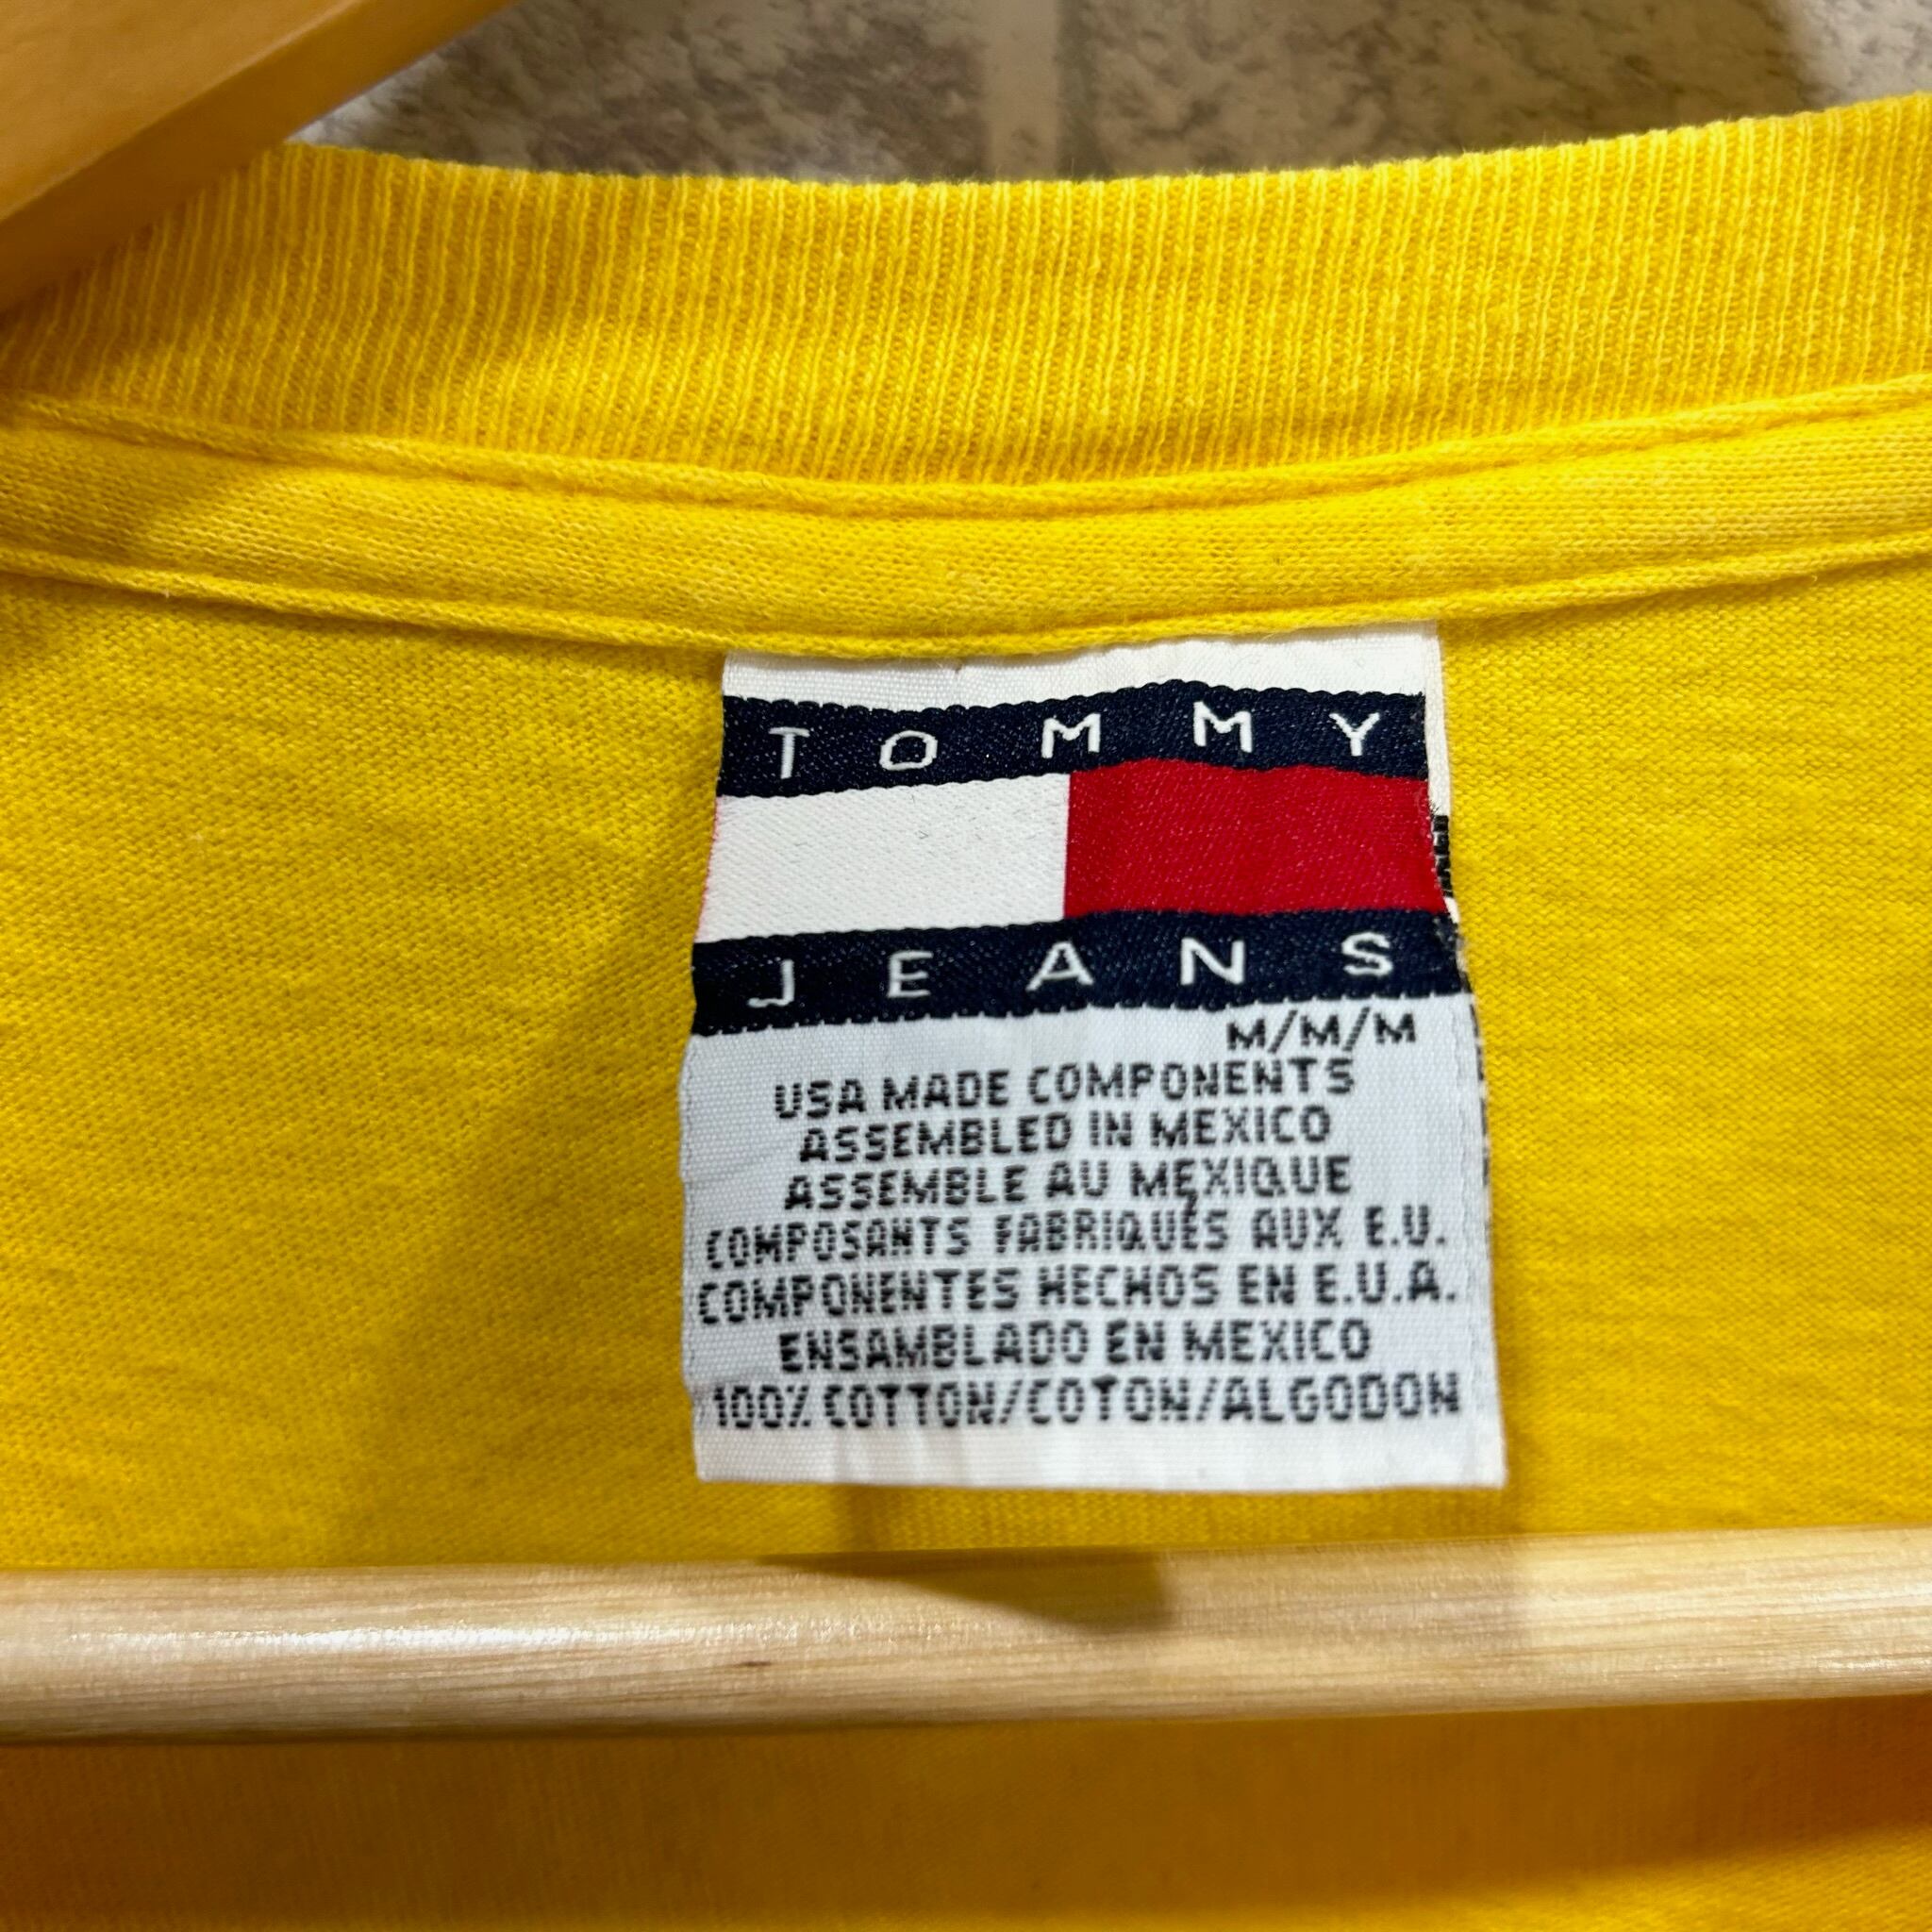 TOMMY
JEANS
M/M/M
USA MADE COMPONENTS
ASSEMBLED IN MEXICO
ASSEMBLE AU MEXIQUE
COMPOSANTS FABRIQUÉS AUX E.U.
COMPONENTES HECHOS EN E.U.A.
ENSAMBLADO EN MEXICO
100% COTTON/COTON/ALGODON